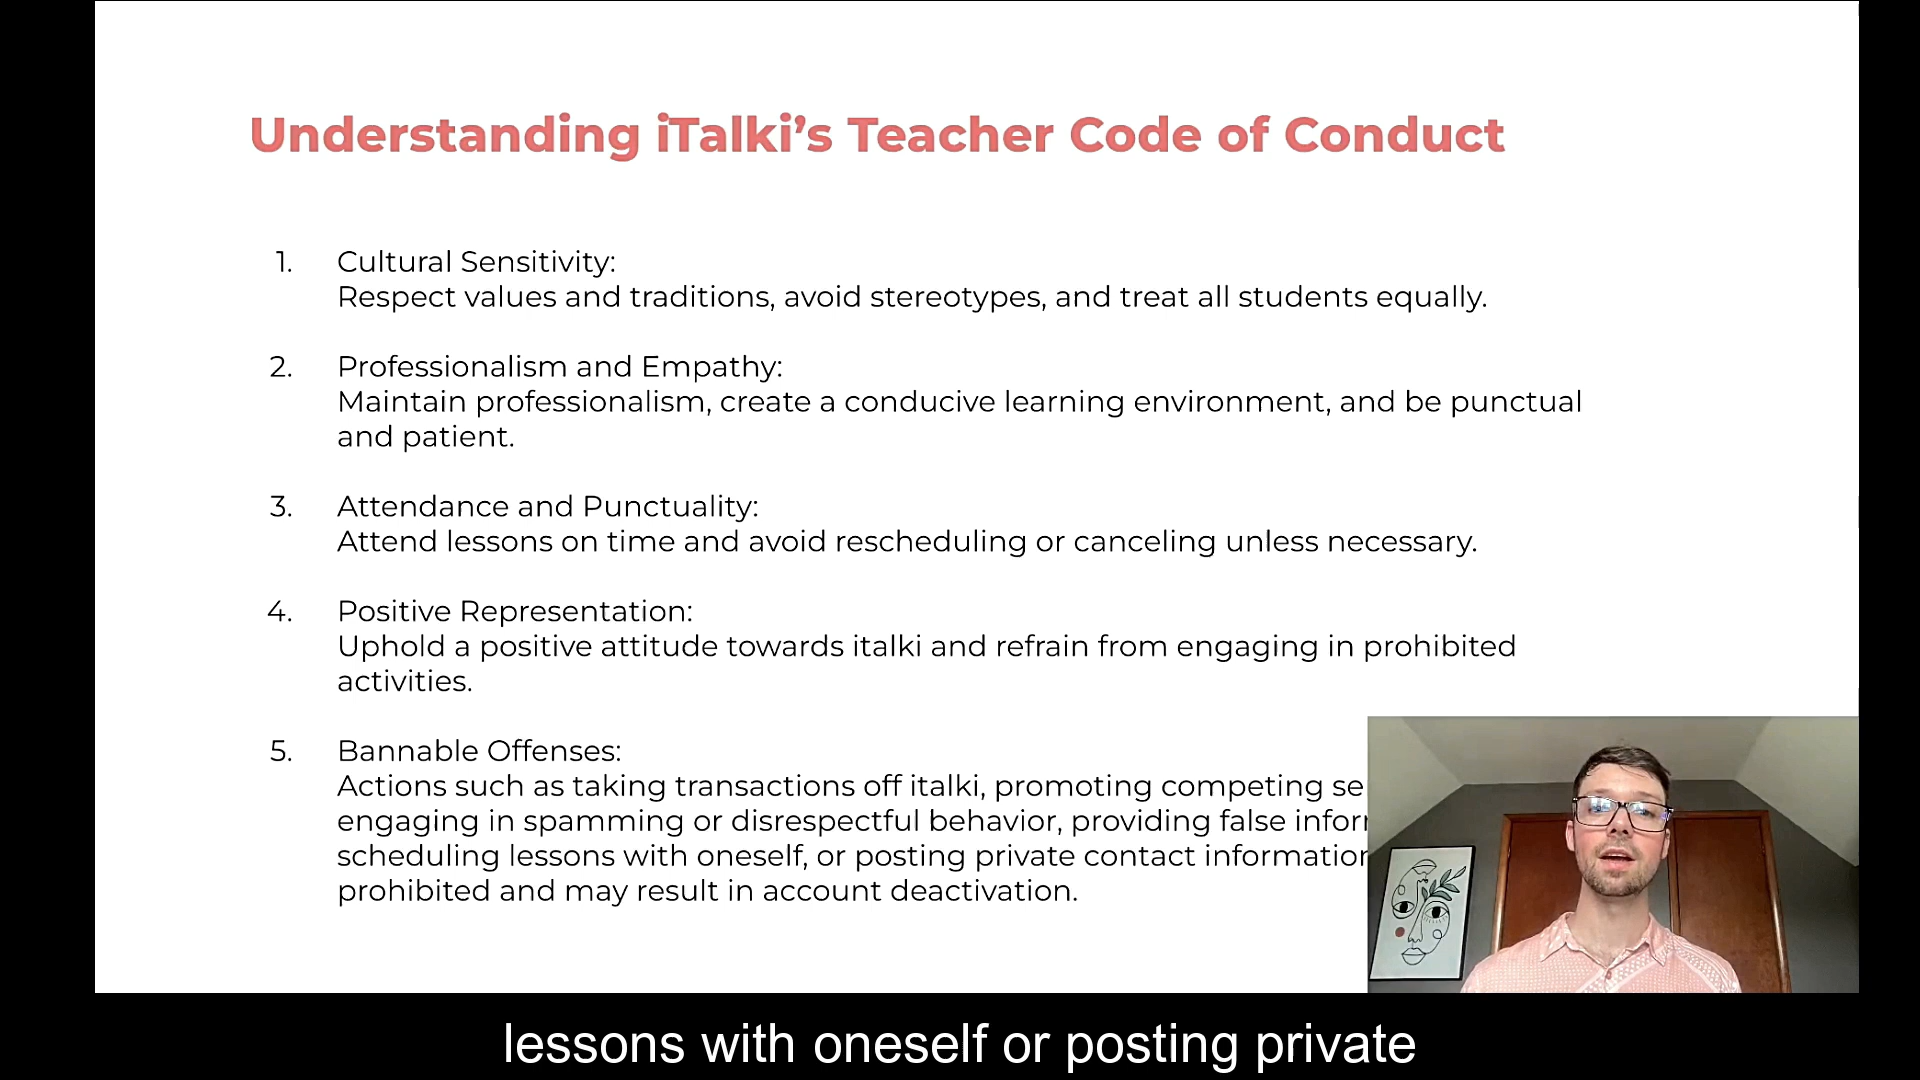 Understanding iTalki’s Teacher Code of Conduct
1. Cultural Sensitivity:
Respect values and traditions, avoid stereotypes, and treat all students equally.
2. Professionalism and Empathy:
Maintain professionalism, create a conducive learning environment, and be punctual
and patient.
3. Attendance and Punctuality:
Attend lessons on time and avoid rescheduling or canceling unless necessary.
4. Positive Representation:
Uphold a positive attitude towards italki and refrain from engaging in prohibited
activities.
5. Bannable Offenses:
Actions such as taking transactions off italki, promoting competing
engaging in spamming or disrespectful behavior, providing false
scheduling lessons with oneself, or posting private contact
prohibited and may result in account deactivation.
lessons with oneself or posting private